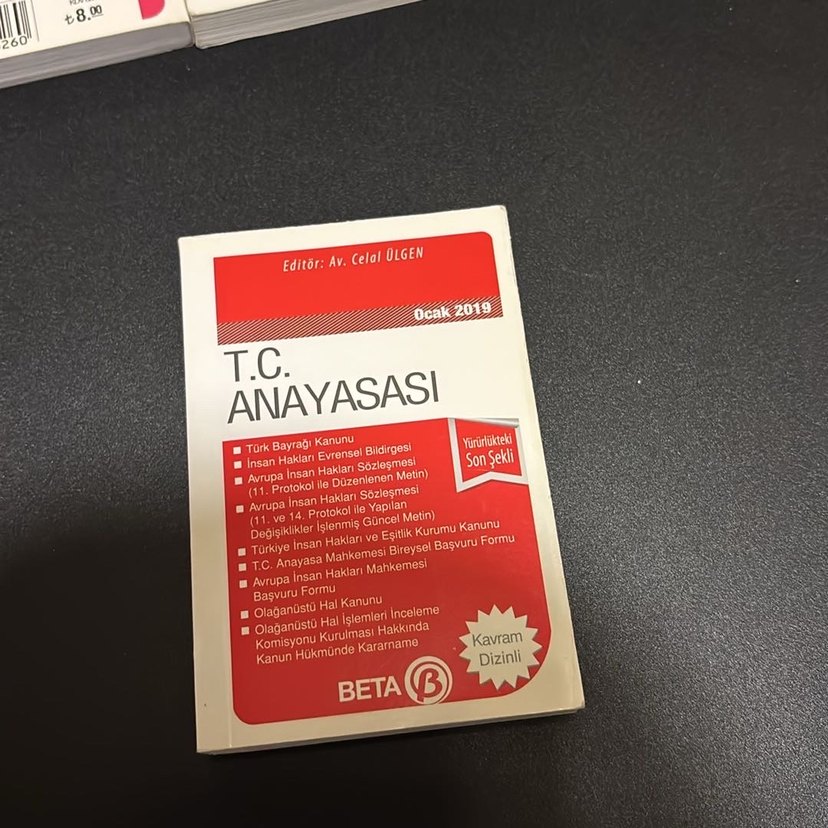 ₺8.00
260
Editör: Av. Celal ÜLGEN
Ocak 2019
T.C.
ANAYASASI
Yürürlükteki
Son Şekli
■ Türk Bayrağı Kanunu
■ İnsan Hakları Evrensel Bildirgesi
■ Avrupa İnsan Hakları Sözleşmesi
(11. Protokol ile Düzenlenen Metin)
■ Avrupa İnsan Hakları Sözleşmesi
(11. ve 14. Protokol ile Yapılan
Değişiklikler İşlenmiş Güncel Metin)
■ Türkiye İnsan Hakları ve Eşitlik Kurumu Kanunu
■ T.C. Anayasa Mahkemesi Bireysel Başvuru Formu
■ Avrupa İnsan Hakları Mahkemesi
Başvuru Formu
■ Olağanüstü Hal Kanunu
■ Olağanüstü Hal İşlemleri İnceleme
Komisyonu Kurulması Hakkında
Kanun Hükmünde Kararname
Kavram
Dizinli
BETA β